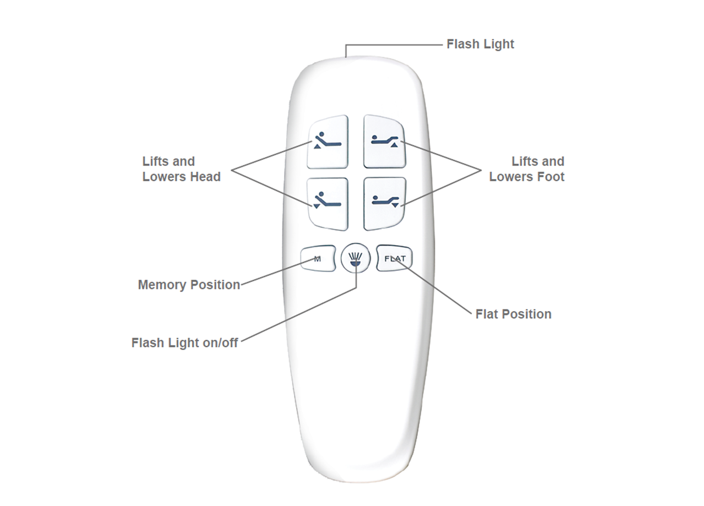 Flash Light
Lifts and
Lowers Head
Lifts and
Lowers Foot
M
FLAT
Memory Position
Flat Position
Flash Light on/off